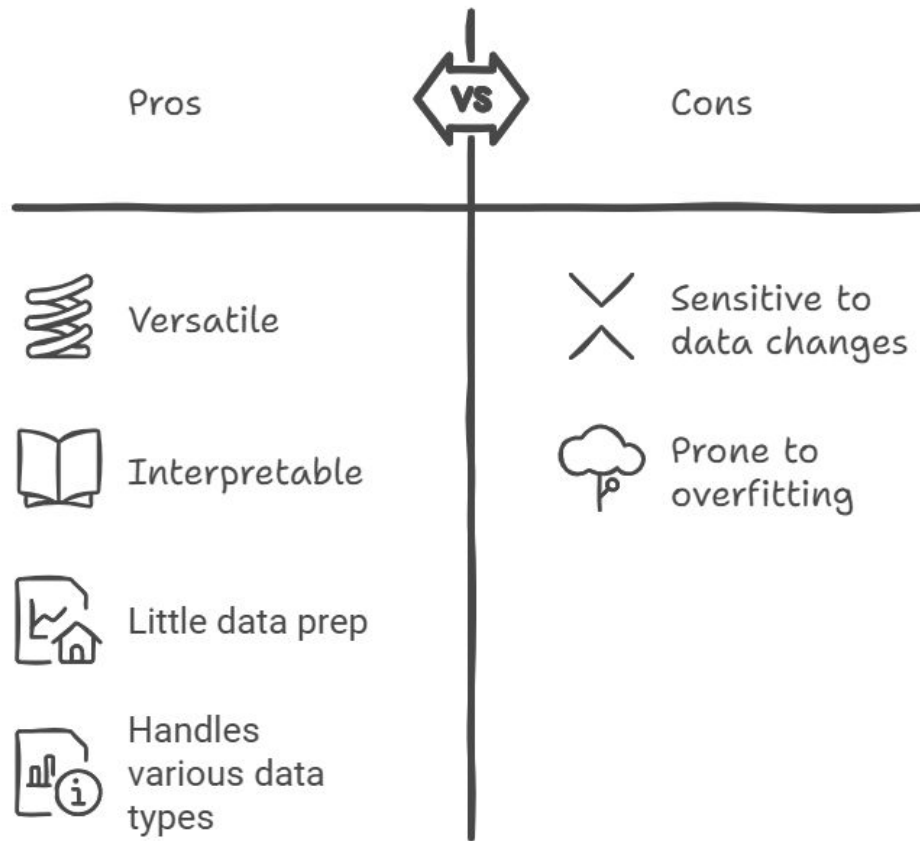 Pros
VS
Cons
Versatile
Interpretable
Little data prep
Handles
various data
types
Sensitive to
data changes
Prone to
overfitting